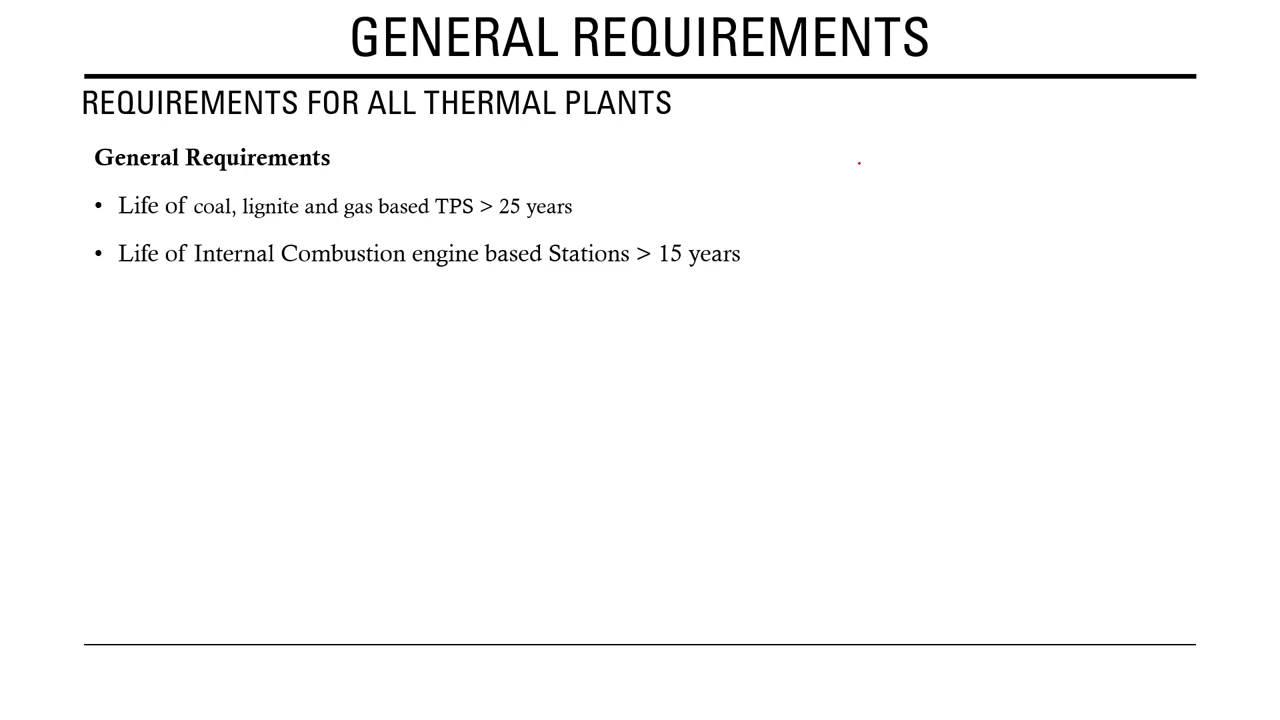 GENERAL REQUIREMENTS
REQUIREMENTS FOR ALL THERMAL PLANTS
General Requirements
• Life of coal, lignite and gas based TPS > 25 years
• Life of Internal Combustion engine based Stations > 15 years